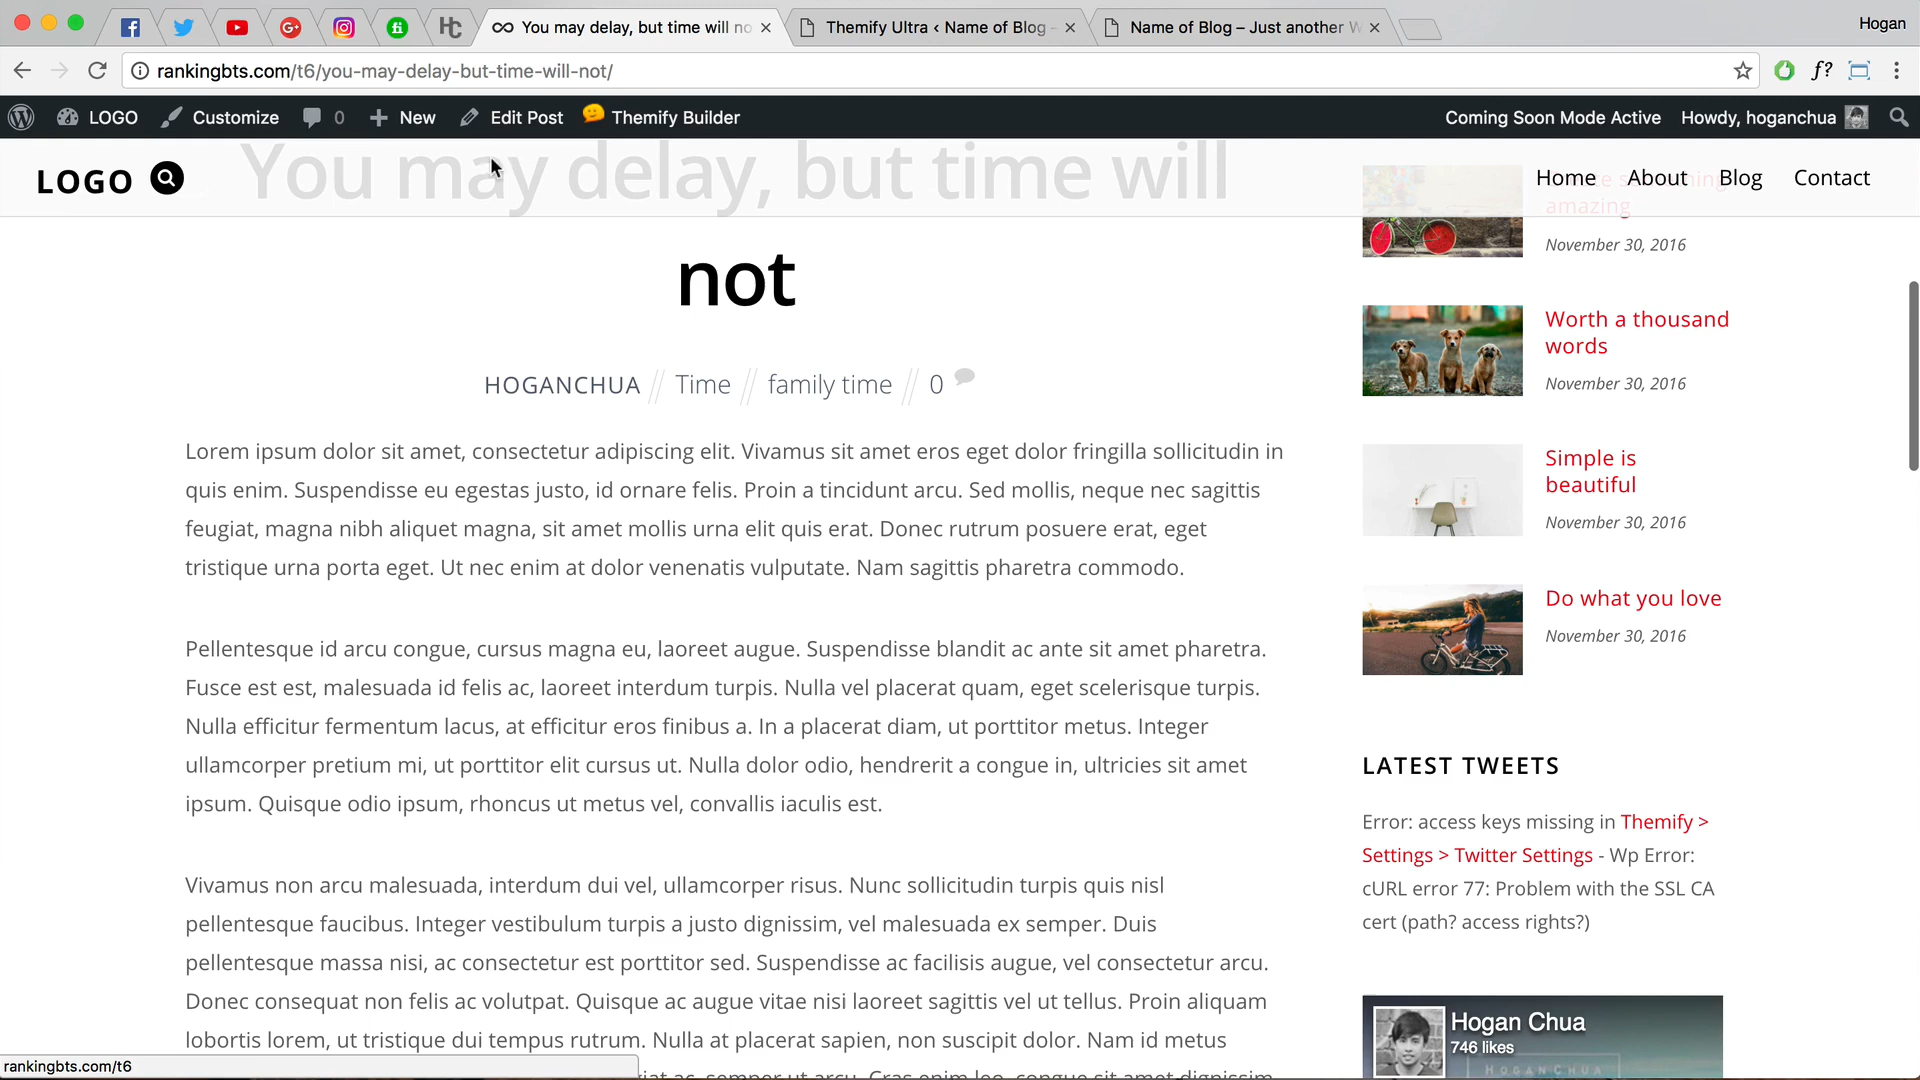 Hogan
You may delay, but time will no
Themify Ultra ‹ Name of Blog –
Name of Blog – Just another W
rankingbts.com/t6/you-may-delay-but-time-will-not/
f?
LOGO
Customize
0
New
Edit Post
Themify Builder
Coming Soon Mode Active
Howdy, hoganchua
LOGO
Home
About
Blog
Contact
You may delay, but time will
not
HOGANCHUA // Time // family time // 0
Lorem ipsum dolor sit amet, consectetur adipiscing elit. Vivamus sit amet eros eget dolor fringilla sollicitudin in
quis enim. Suspendisse eu egestas justo, id ornare felis. Proin a tincidunt arcu. Sed mollis, neque nec sagittis
feugiat, magna nibh aliquet magna, sit amet mollis urna elit quis erat. Donec rutrum posuere erat, eget
tristique urna porta eget. Ut nec enim at dolor venenatis vulputate. Nam sagittis pharetra commodo.
Pellentesque id arcu congue, cursus magna eu, laoreet augue. Suspendisse blandit ac ante sit amet pharetra.
Fusce est est, malesuada id felis ac, laoreet interdum turpis. Nulla vel placerat quam, eget scelerisque turpis.
Nulla efficitur fermentum lacus, at efficitur eros finibus a. In a placerat diam, ut porttitor metus. Integer
ullamcorper pretium mi, ut porttitor elit cursus ut. Nulla dolor odio, hendrerit a congue in, ultricies sit amet
ipsum. Quisque odio ipsum, rhoncus ut metus vel, convallis iaculis est.
Vivamus non arcu malesuada, interdum dui vel, ullamcorper risus. Nunc sollicitudin turpis quis nisl
pellentesque faucibus. Integer vestibulum turpis a justo dignissim, vel malesuada ex semper. Duis
pellentesque massa nisi, ac consectetur est porttitor sed. Suspendisse ac facilisis augue, vel consectetur arcu.
Donec consequat non felis ac volutpat. Quisque ac augue vitae nisi laoreet sagittis vel ut tellus. Proin aliquam
lobortis lorem, ut tristique dui tempus rutrum. Nulla at placerat sapien, non suscipit dolor. Nam id metus
amazing
November 30, 2016
Worth a thousand
words
November 30, 2016
Simple is
beautiful
November 30, 2016
Do what you love
November 30, 2016
LATEST TWEETS
Error: access keys missing in Themify >
Settings > Twitter Settings - Wp Error:
cURL error 77: Problem with the SSL CA
cert (path? access rights?)
Hogan Chua
746 likes
HOGANCHUA
rankingbts.com/t6